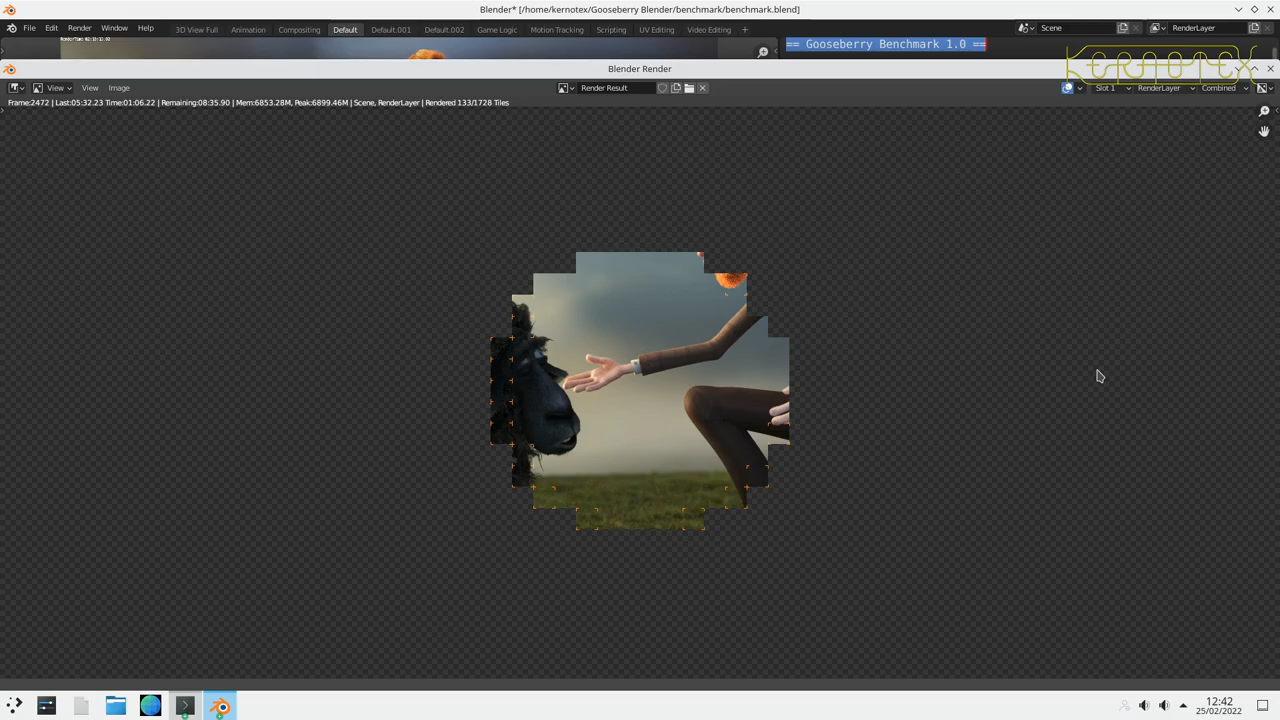 Blender* [/home/kernotex/Gooseberry Blender/benchmark/benchmark.blend]
File Edit Render Window Help 3D View Full Animation Compositing Default Default.001 Default.002 Game Logic Motion Tracking Scripting UV Editing Video Editing + Scene RenderLayer
== Gooseberry Benchmark 1.0 ==
KERNOTEX
Blender Render
View View Image Render Result Slot 1 RenderLayer Combined
Frame:2472 | Last:05:32.23 Time:01:06.22 | Remaining:08:35.90 | Mem:6853.28M, Peak:6899.46M | Scene, RenderLayer | Rendered 133/1728 Tiles
12:42
25/02/2022